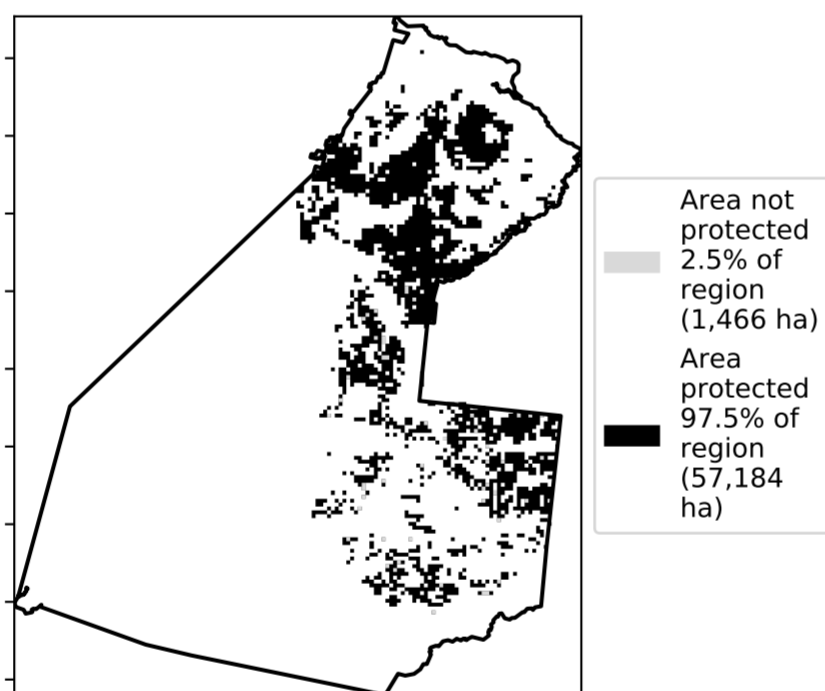 Area not
protected
2.5% of
region
(1,466 ha)
Area
protected
97.5% of
region
(57,184
ha)